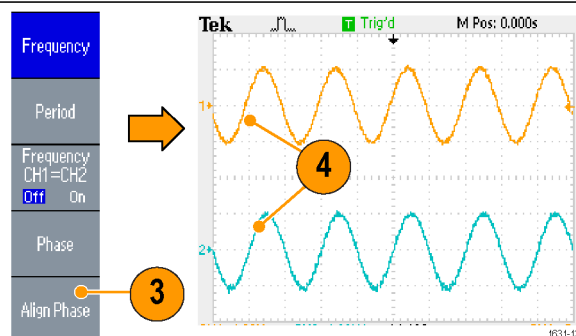 Frequency
Period
Frequency
CH1=CH2
Off On
Phase
Align Phase
3
Tek T Trig'd M Pos: 0.000s
1
4
2